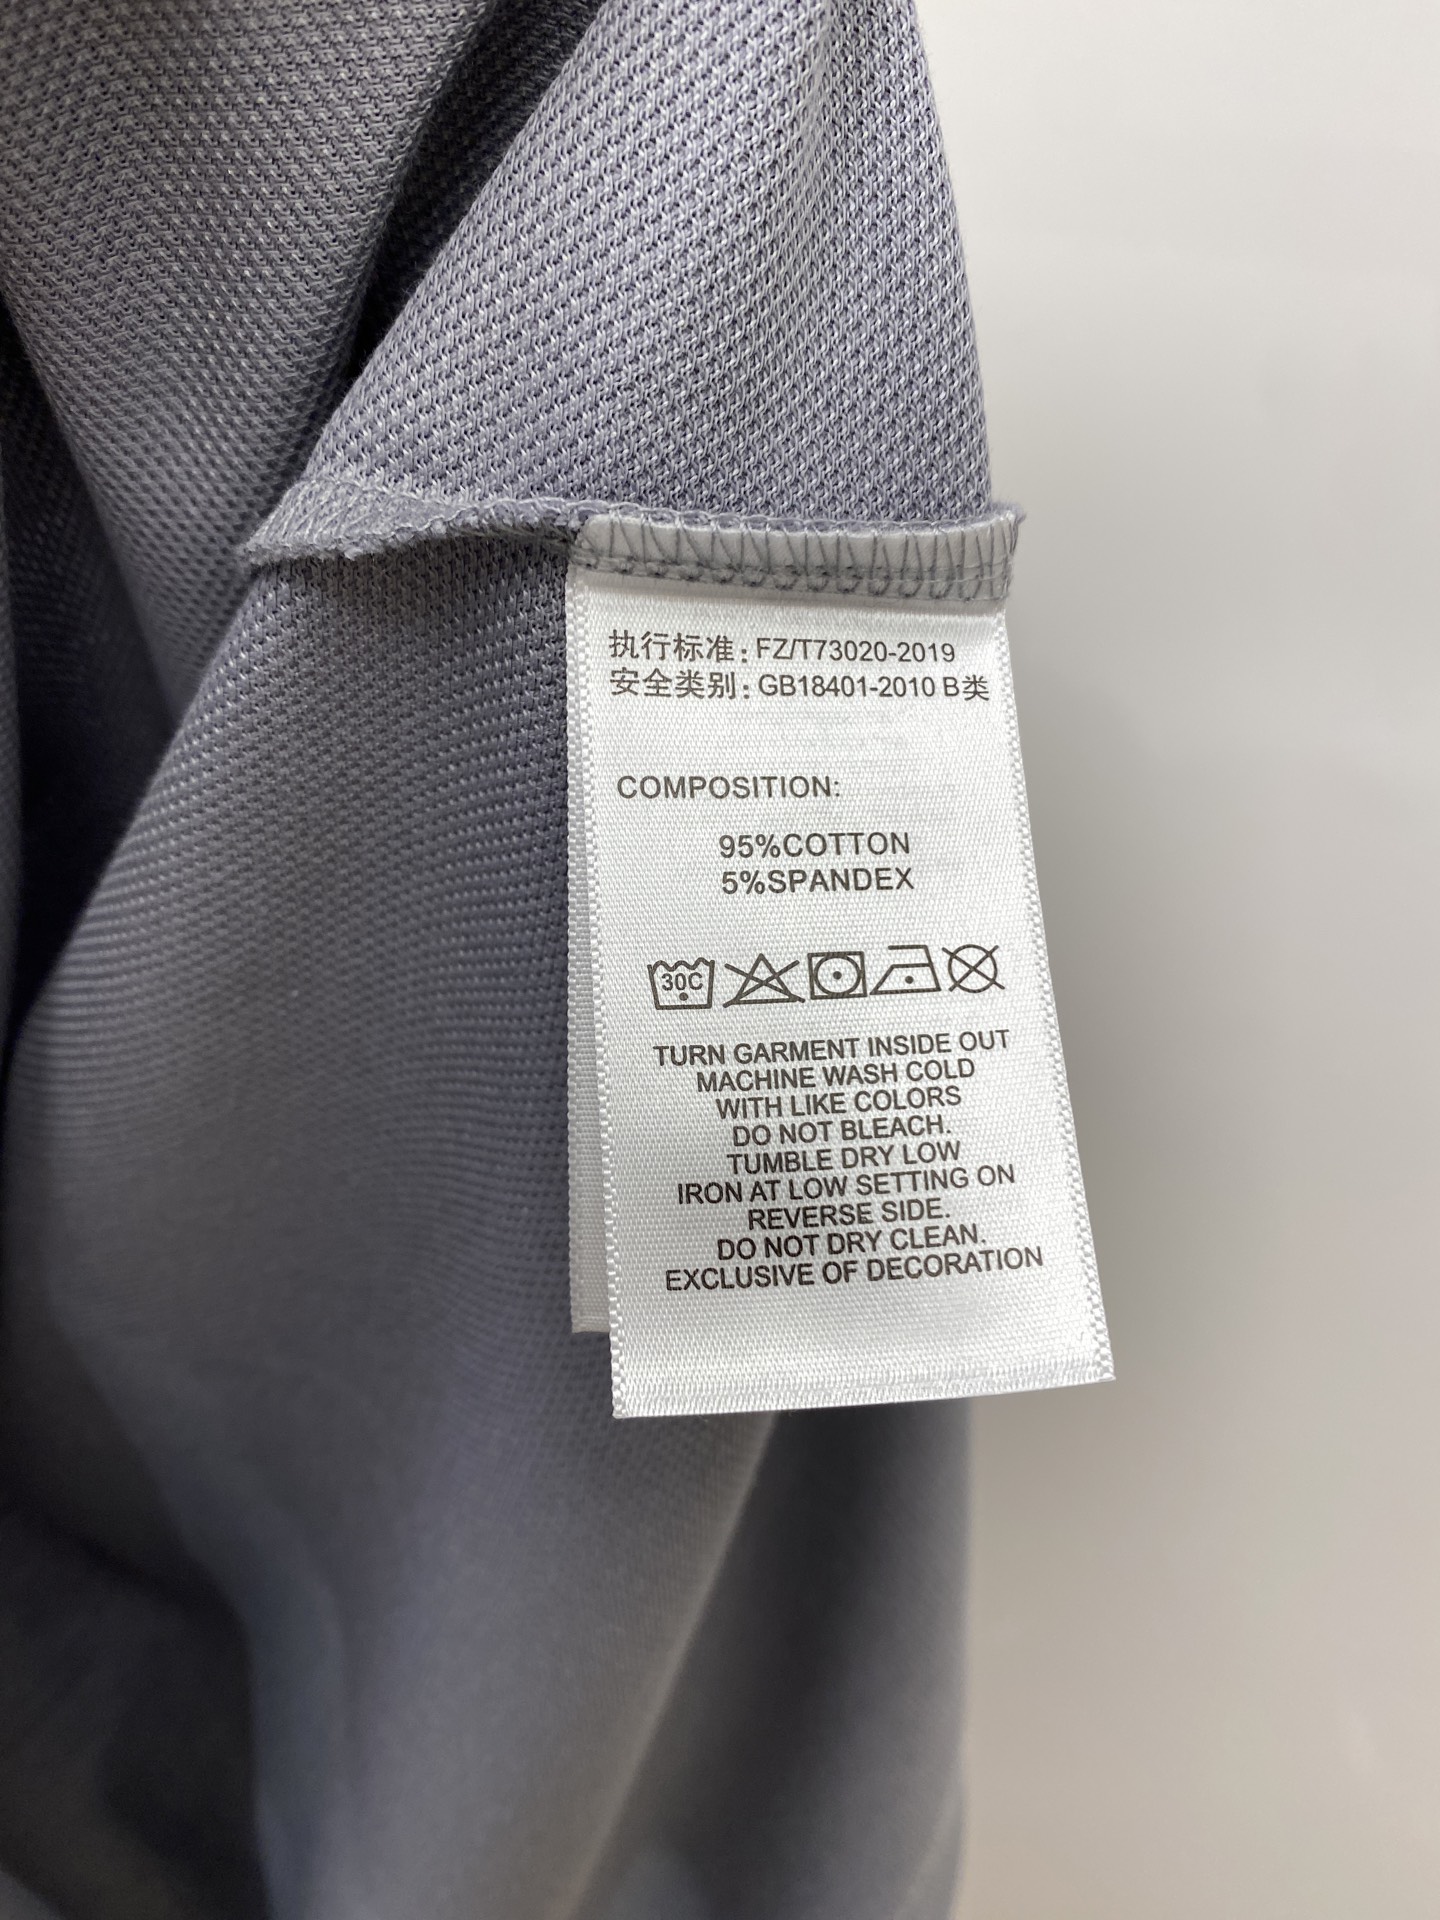 执行标准：FZ/T73020-2019
安全类别：GB18401-2010 B类
COMPOSITION:
95%COTTON
5%SPANDEX
30C
TURN GARMENT INSIDE OUT
MACHINE WASH COLD
WITH LIKE COLORS
DO NOT BLEACH.
TUMBLE DRY LOW
IRON AT LOW SETTING ON
REVERSE SIDE.
DO NOT DRY CLEAN.
EXCLUSIVE OF DECORATION